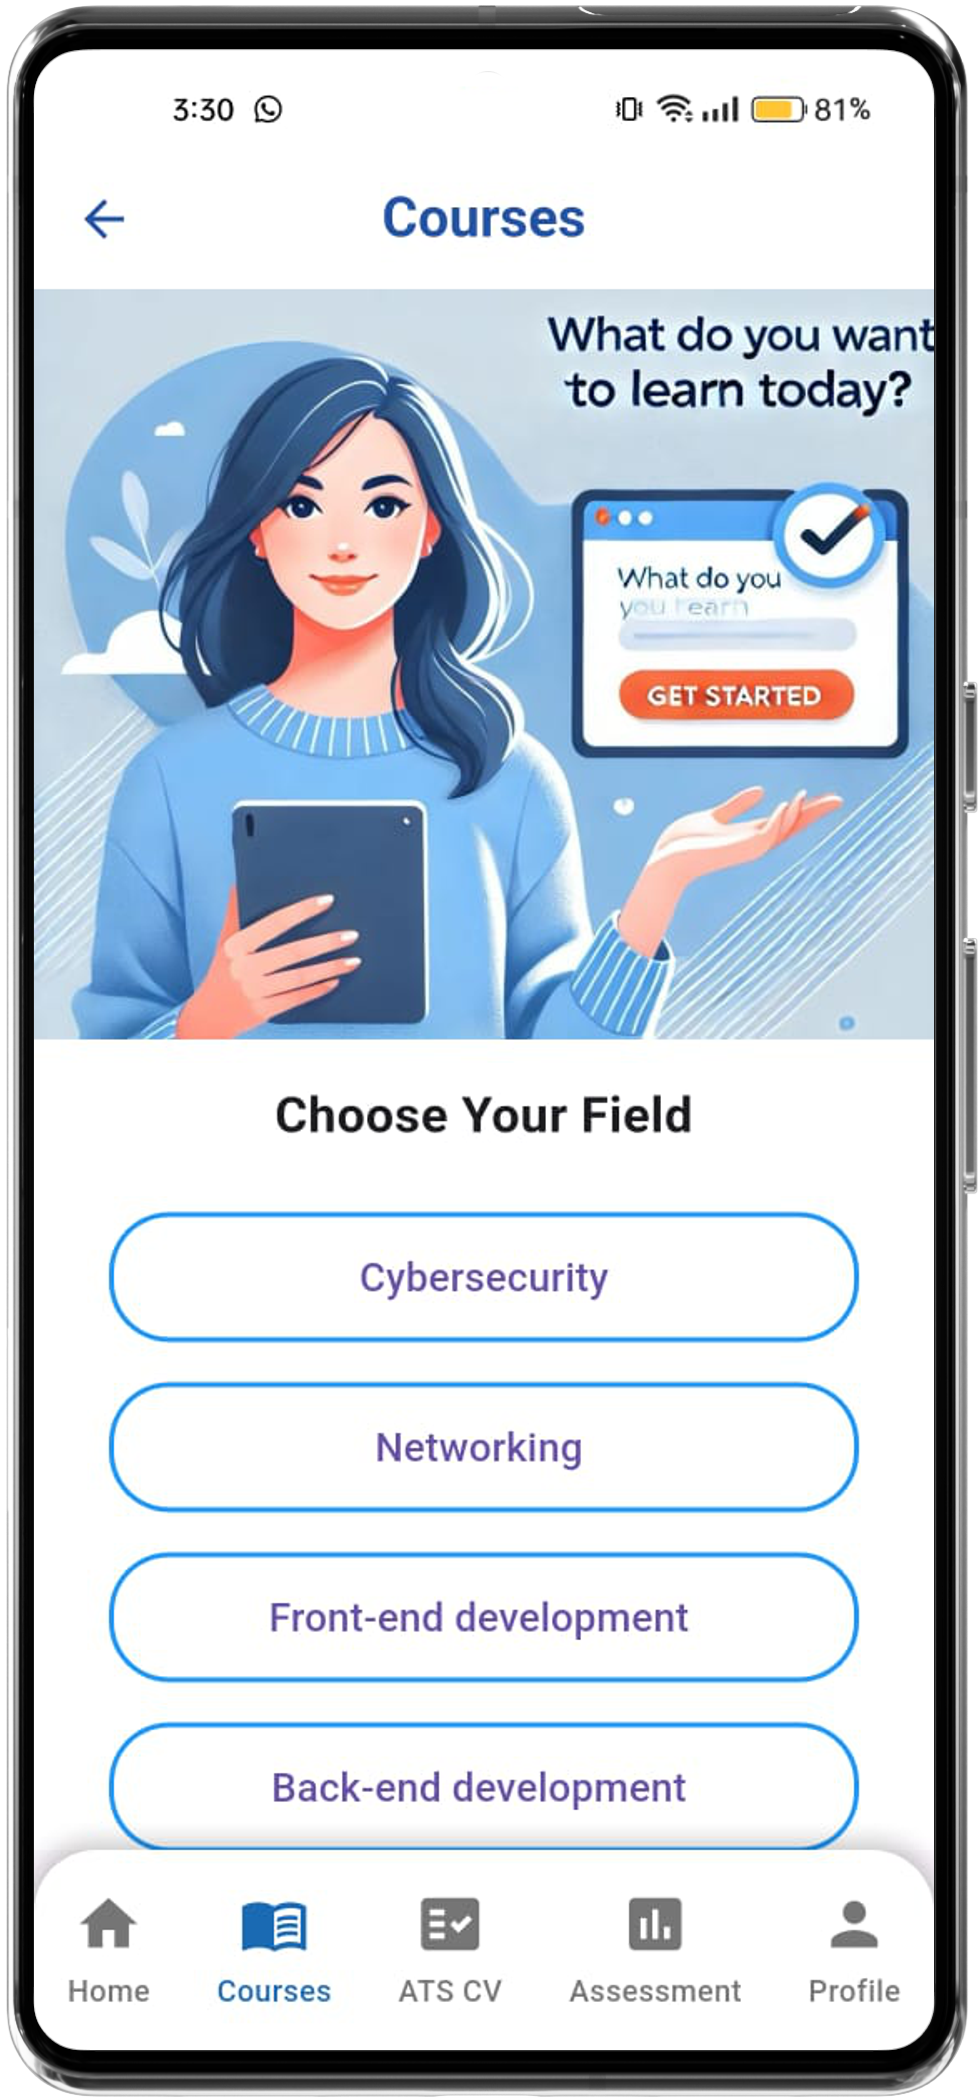 3:30 81%
Courses
What do you want
to learn today?
What do you
you learn
GET STARTED
Choose Your Field
Cybersecurity
Networking
Front-end development
Back-end development
Home Courses ATS CV Assessment Profile